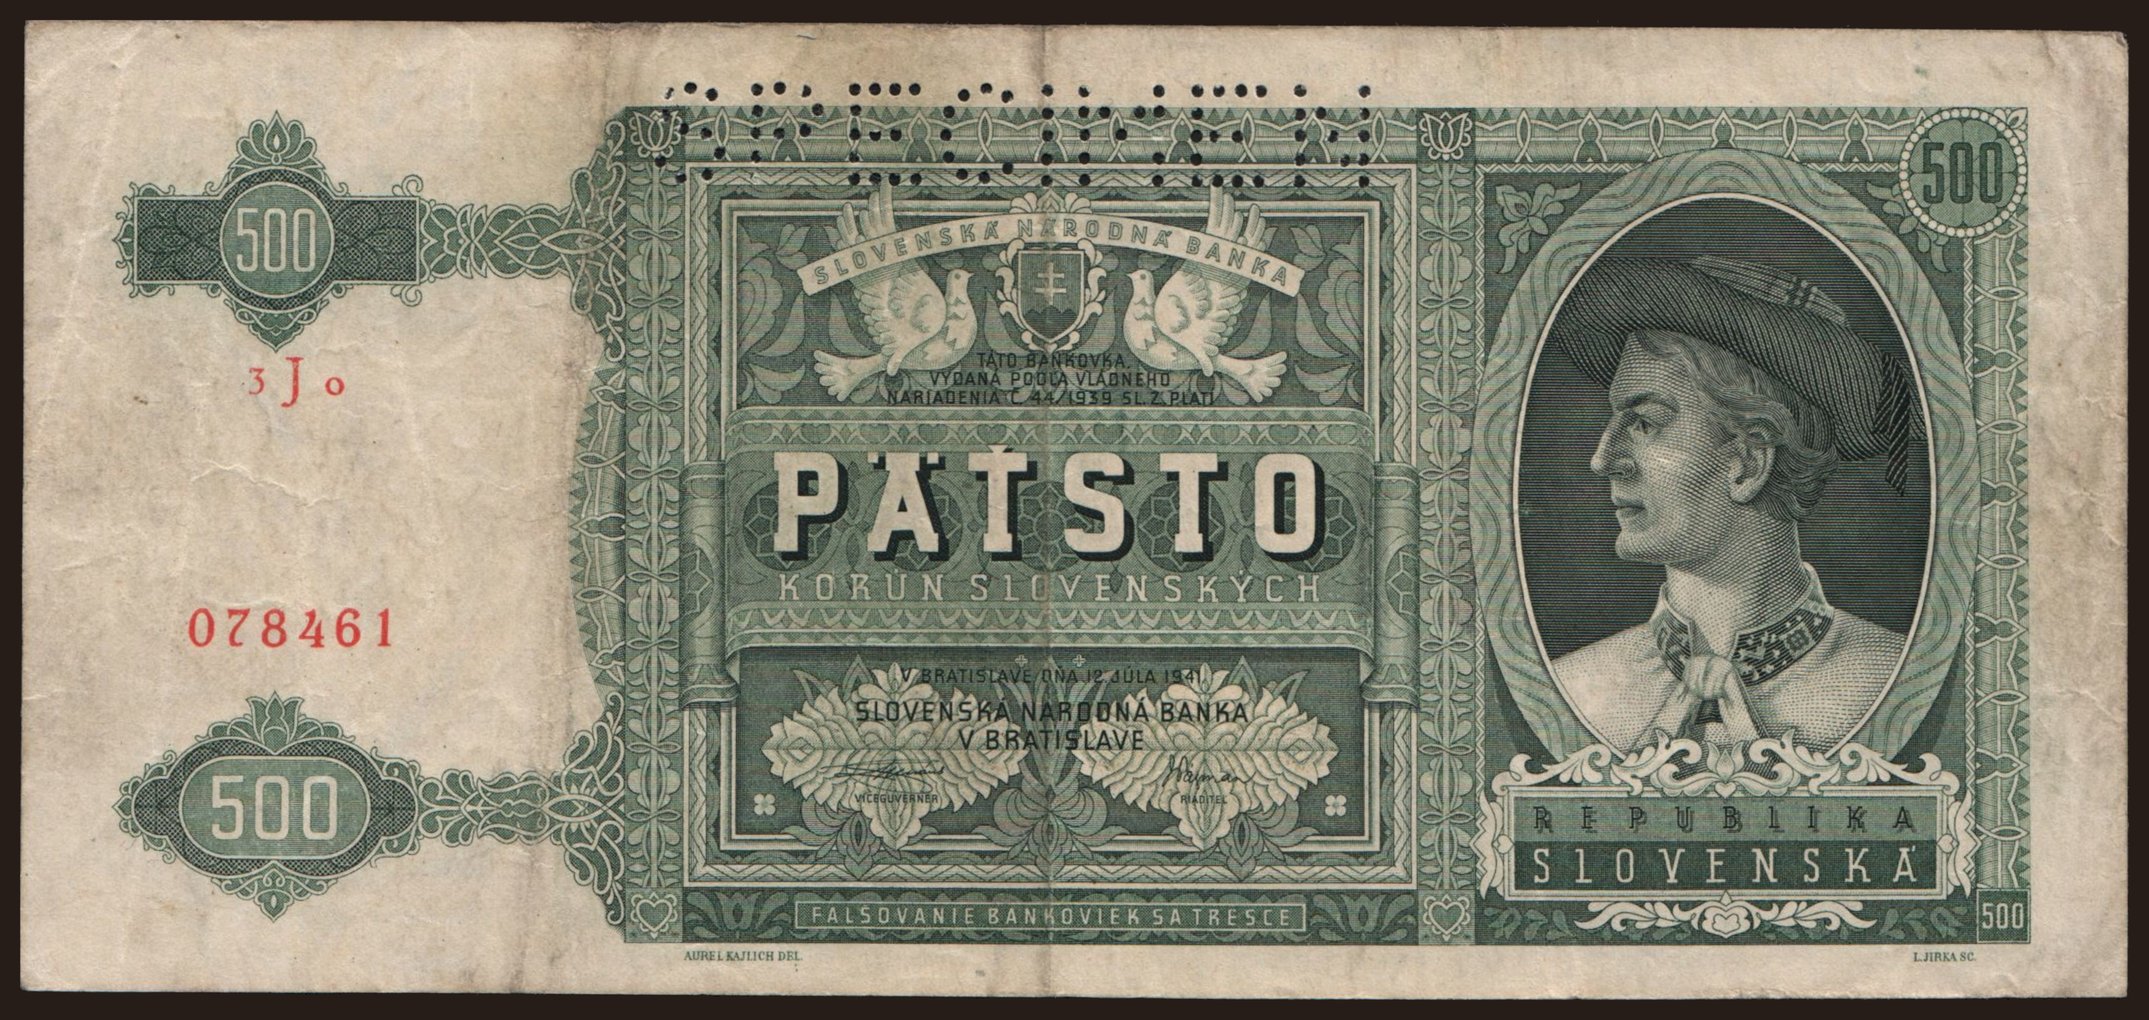 SPECIMEN
500
500
SLOVENSKÁ NÁRODNÁ BANKA
TÁTO BANKOVKA,
VYDANÁ PODĽA VLÁDNEHO
NARIADENIA Č. 44/1939 SL. Z. PLATÍ
3 J o
PÄŤSTO
KORÚN SLOVENSKÝCH
078461
V BRATISLAVE DŇA 12. JÚLA 1941
SLOVENSKÁ NÁRODNÁ BANKA
V BRATISLAVE
VICEGUVERNÉR
RIADITEĽ
500
REPUBLIKA
SLOVENSKÁ
FALŠOVANIE BANKOVIEK SA TRESCE
500
AUREL KAJLICH DEL.
L. JIRKA SC.